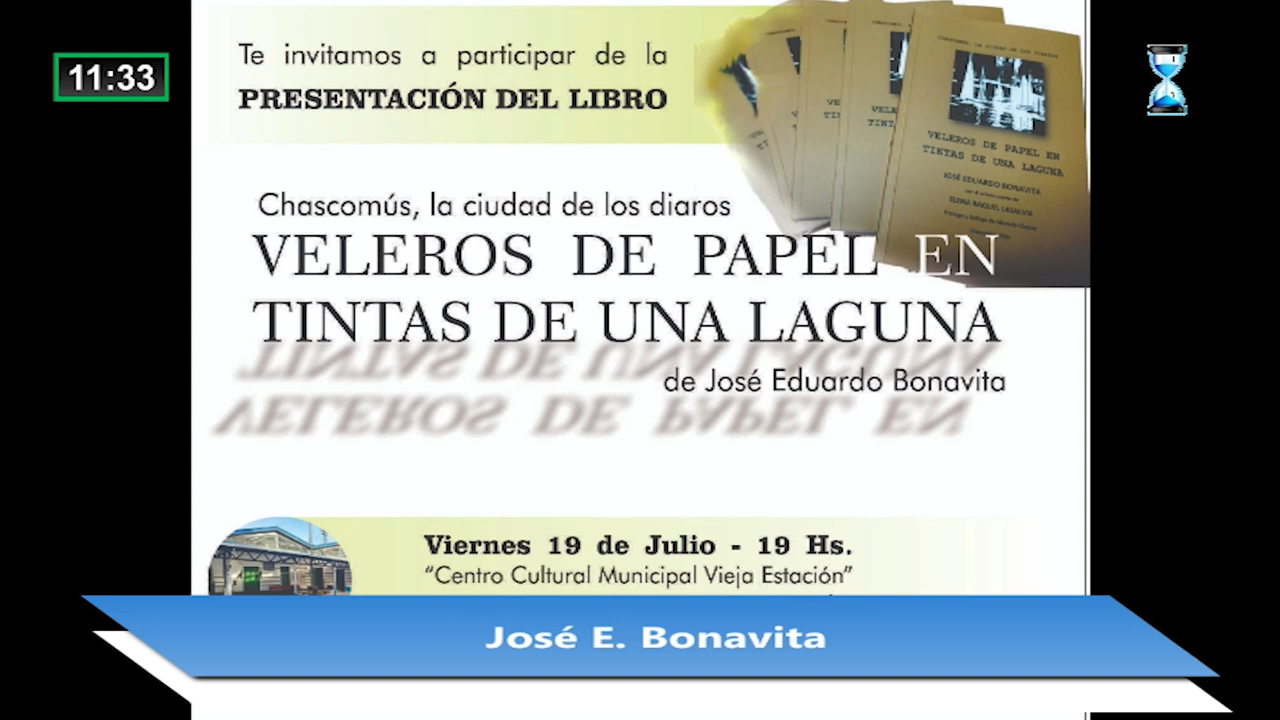 11:33
Te invitamos a participar de la
PRESENTACIÓN DEL LIBRO
VELEROS DE PAPEL EN
TINTAS DE UNA LAGUNA
JOSÉ EDUARDO BONAVITA
Chascomús, la ciudad de los diaros
VELEROS DE PAPEL EN
TINTAS DE UNA LAGUNA
de José Eduardo Bonavita
Viernes 19 de Julio - 19 Hs.
“Centro Cultural Municipal Vieja Estación”
José E. Bonavita